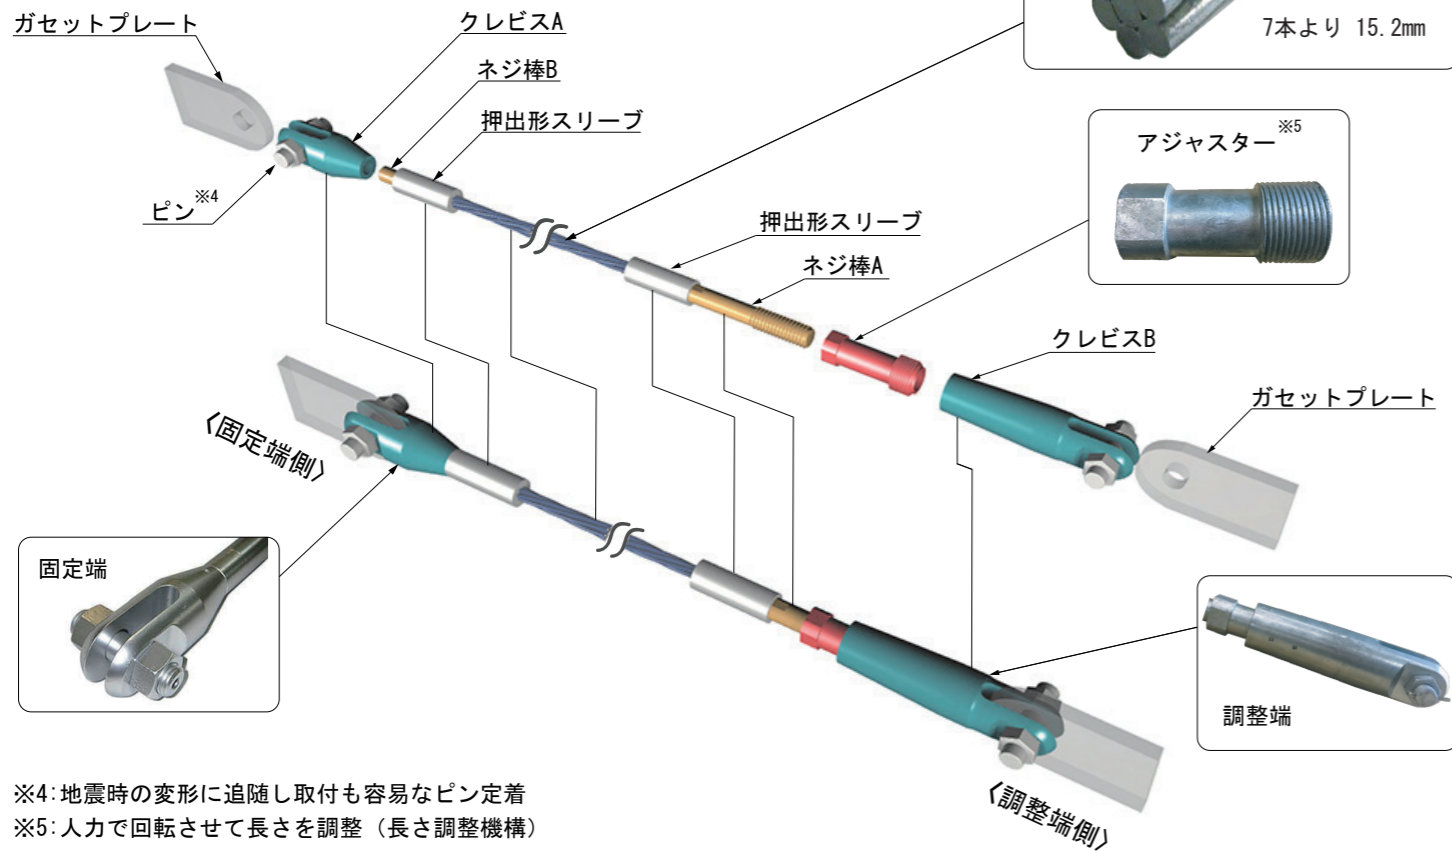 ガセットプレート
クレビスA
ネジ棒B
押出形スリーブ
ピン※4
7本より 15.2mm
アジャスター※5
押出形スリーブ
ネジ棒A
クレビスB
ガセットプレート
〈固定端側〉
固定端
調整端
〈調整端側〉
※4:地震時の変形に追随し取付も容易なピン定着
※5:人力で回転させて長さを調整（長さ調整機構）